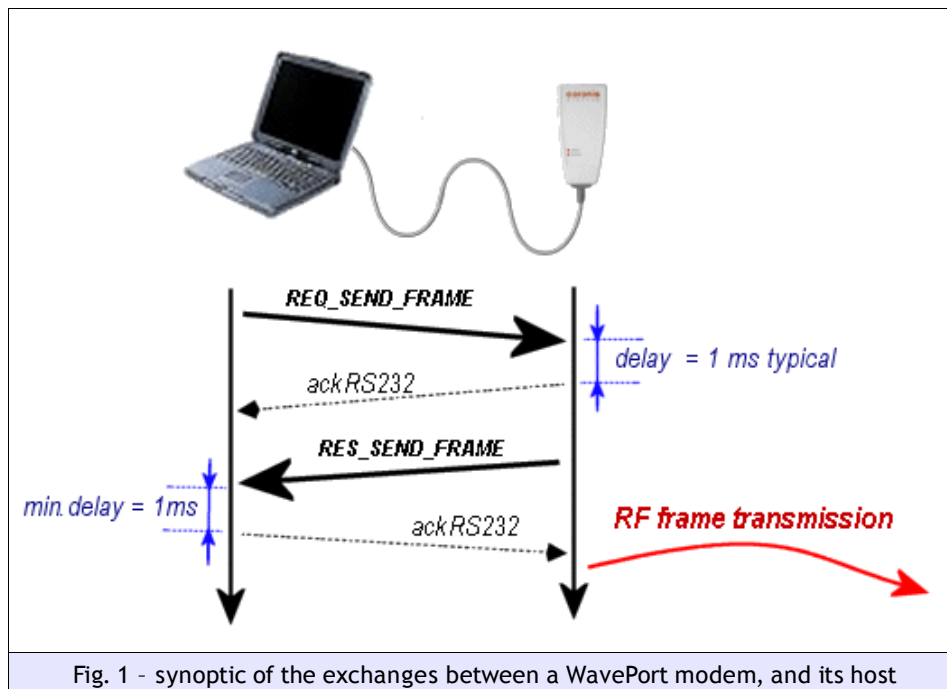 REQ_SEND_FRAME
delay = 1 ms typical
ackRS232
RES_SEND_FRAME
min.delay = 1ms
ackRS232
RF frame transmission
Fig. 1 – synoptic of the exchanges between a WavePort modem, and its host